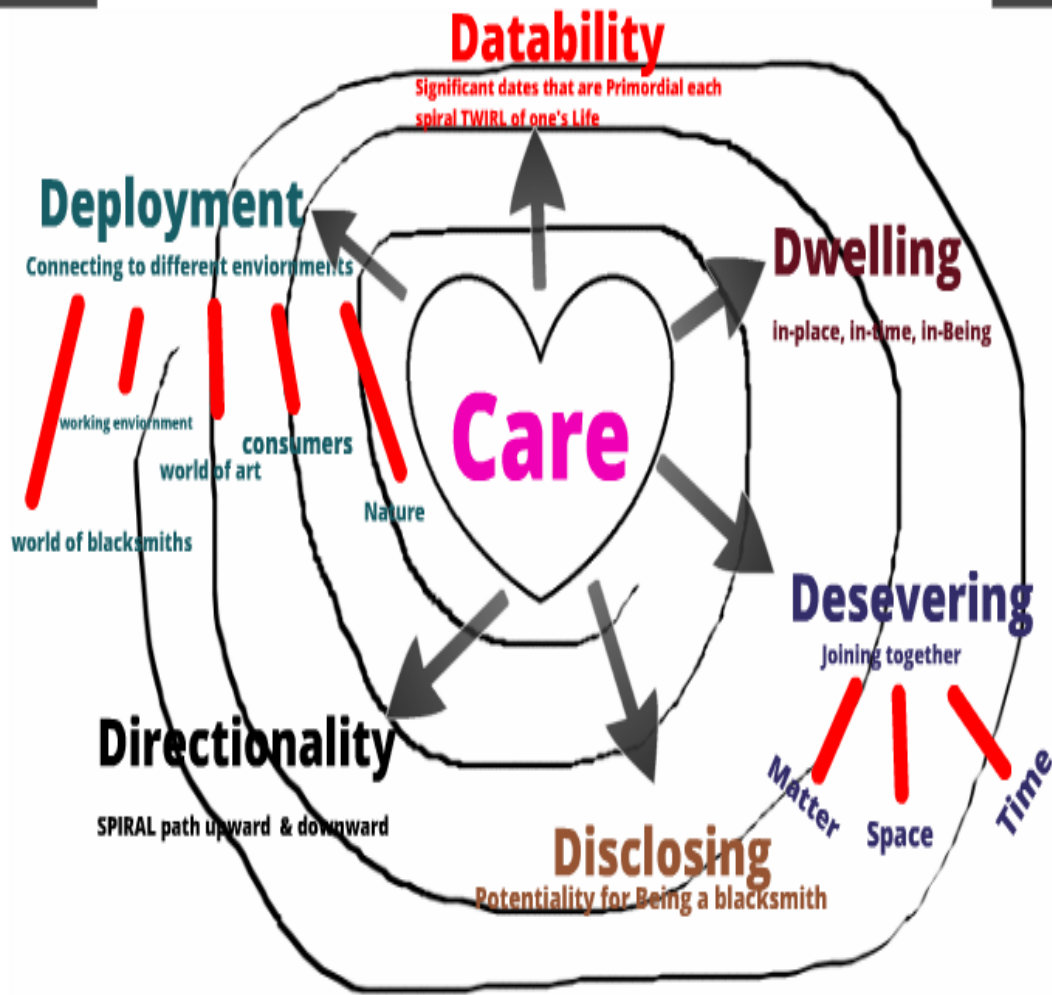 Datability
Significant dates that are Primordial each
spiral TWIRL of one's Life
Deployment
Connecting to different enviornments
working enviornment
world of art
consumers
Nature
world of blacksmiths
Dwelling
in-place, in-time, in-Being
Care
Desevering
Joining together
Matter
Space
Time
Directionality
SPIRAL path upward & downward
Disclosing
Potentiality for Being a blacksmith